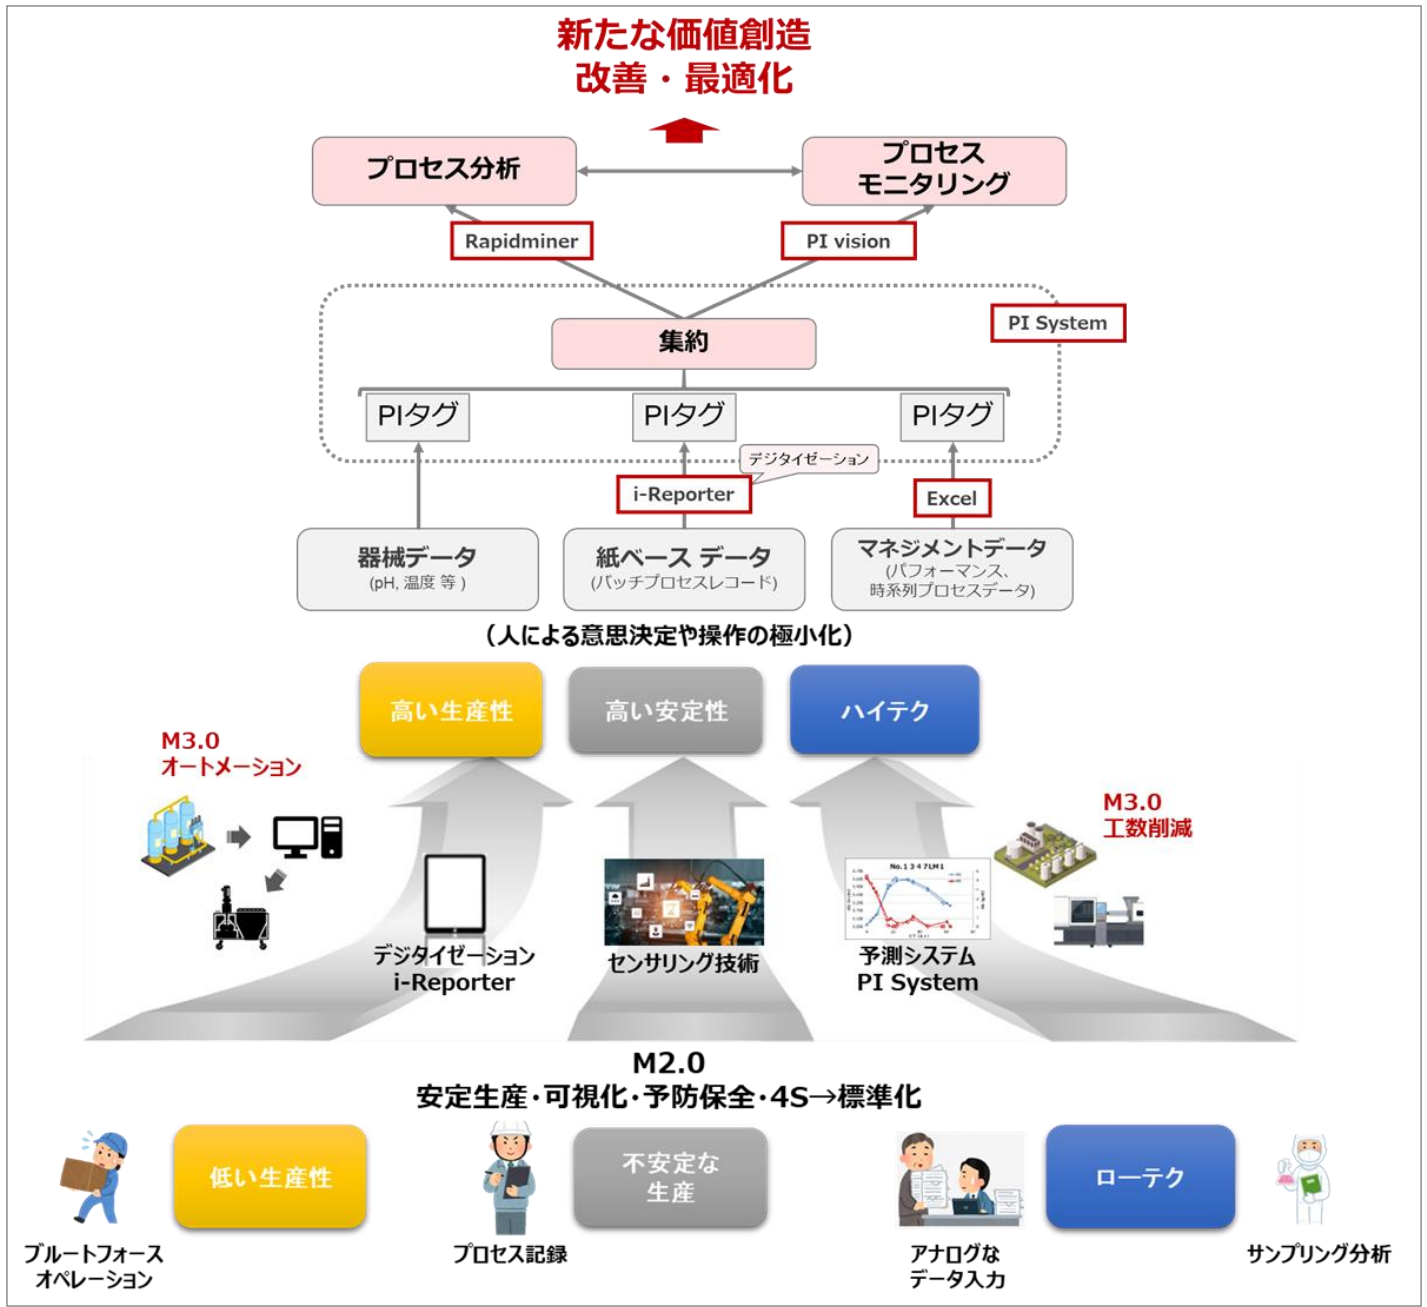 新たな価値創造
改善・最適化
プロセス分析
プロセス
モニタリング
Rapidminer
PI vision
PI System
集約
PIタグ
PIタグ
PIタグ
デジタイゼーション
i-Reporter
Excel
器械データ
(pH, 温度 等 )
紙ベース データ
(バッチプロセスレコード)
マネジメントデータ
(パフォーマンス、
時系列プロセスデータ)
（人による意思決定や操作の極小化）
高い生産性
高い安定性
ハイテク
M3.0
オートメーション
M3.0
工数削減
No.1 3 4 7LM1
デジタイゼーション
i-Reporter
センサリング技術
予測システム
PI System
M2.0
安定生産・可視化・予防保全・4S→標準化
低い生産性
不安定な
生産
ローテク
ブルートフォース
オペレーション
プロセス記録
アナログな
データ入力
サンプリング分析